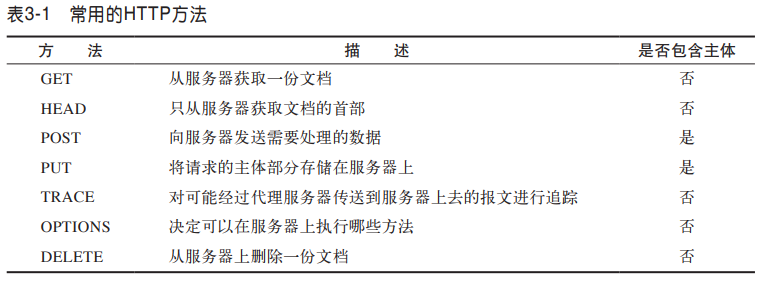 表3-1 常用的HTTP方法
方 法 描 述 是否包含主体
GET 从服务器获取一份文档 否
HEAD 只从服务器获取文档的首部 否
POST 向服务器发送需要处理的数据 是
PUT 将请求的主体部分存储在服务器上 是
TRACE 对可能经过代理服务器传送到服务器上去的报文进行追踪 否
OPTIONS 决定可以在服务器上执行哪些方法 否
DELETE 从服务器上删除一份文档 否